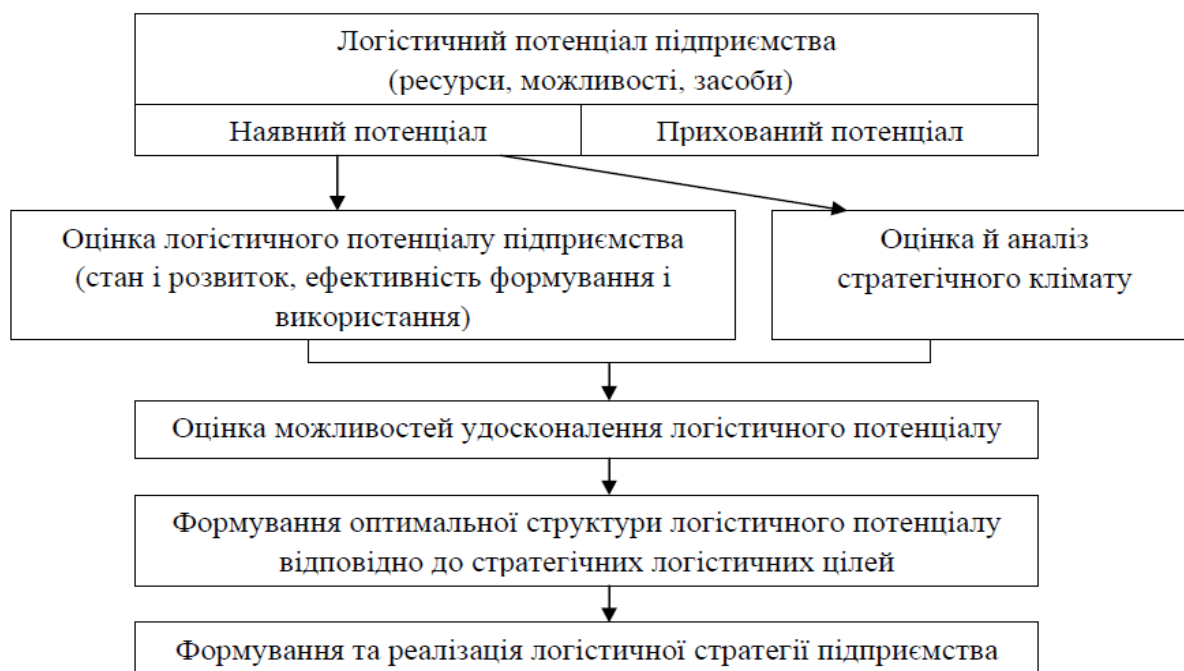 Логістичний потенціал підприємства
(ресурси, можливості, засоби)
Наявний потенціал
Прихований потенціал
Оцінка логістичного потенціалу підприємства
(стан і розвиток, ефективність формування і
використання)
Оцінка й аналіз
стратегічного клімату
Оцінка можливостей удосконалення логістичного потенціалу
Формування оптимальної структури логістичного потенціалу
відповідно до стратегічних логістичних цілей
Формування та реалізація логістичної стратегії підприємства